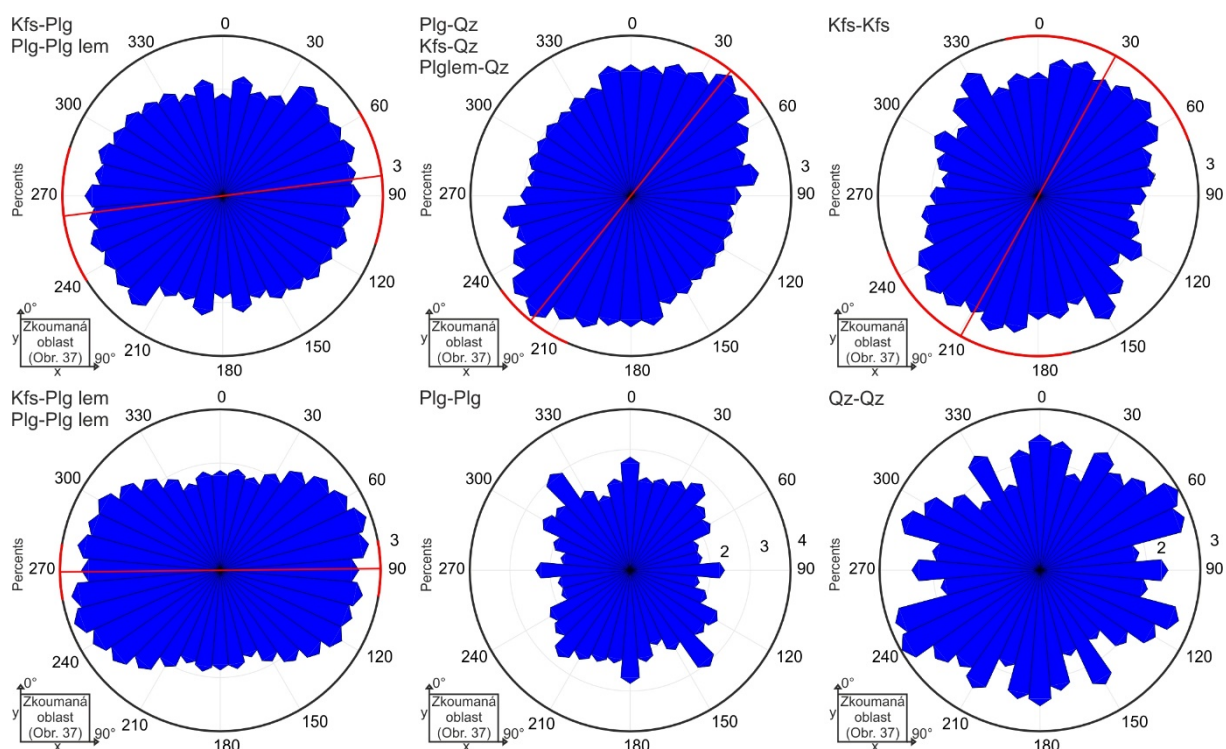 Kfs-Plg
Plg-Plg lem
0
30
60
3
90
120
150
180
210
240
270
300
330
Percents
0°
y
Zkoumaná
oblast
(Obr. 37)
x
90°
Plg-Qz
Kfs-Qz
Plglem-Qz
0
30
60
3
90
120
150
180
210
240
270
300
330
Percents
0°
y
Zkoumaná
oblast
(Obr. 37)
x
90°
Kfs-Kfs
0
30
60
3
90
120
150
180
210
240
270
300
330
Percents
0°
y
Zkoumaná
oblast
(Obr. 37)
x
90°
Kfs-Plg lem
Plg-Plg lem
0
30
60
3
90
120
150
180
210
240
270
300
330
Percents
0°
y
Zkoumaná
oblast
(Obr. 37)
x
90°
Plg-Plg
0
30
60
2
3
4
90
120
150
180
210
240
270
300
330
Percents
0°
y
Zkoumaná
oblast
(Obr. 37)
x
90°
Qz-Qz
0
30
60
2
3
90
120
150
180
210
240
270
300
330
Percents
0°
y
Zkoumaná
oblast
(Obr. 37)
x
90°